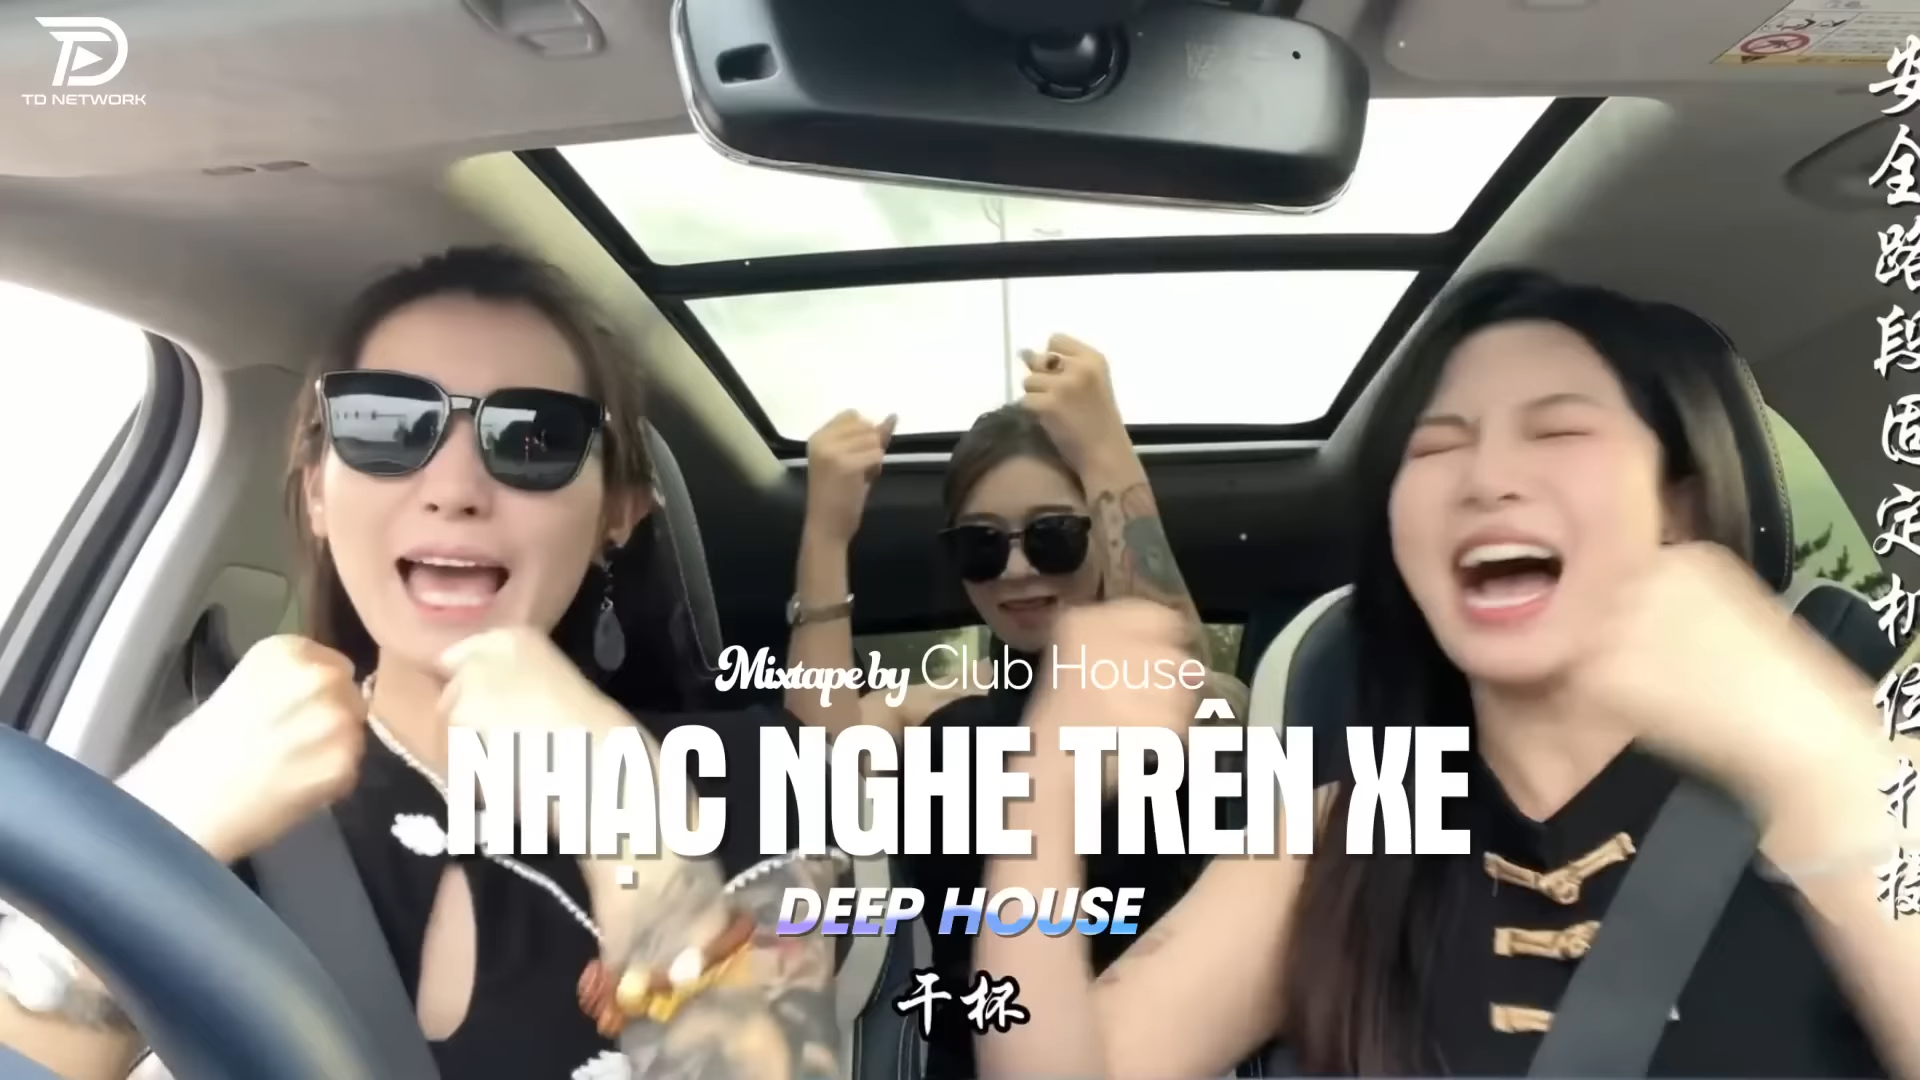 TD NETWORK
安全路段固定机位拍摄
Mixtape by Club House
NHẠC NGHE TRÊN XE
DEEP HOUSE
干杯